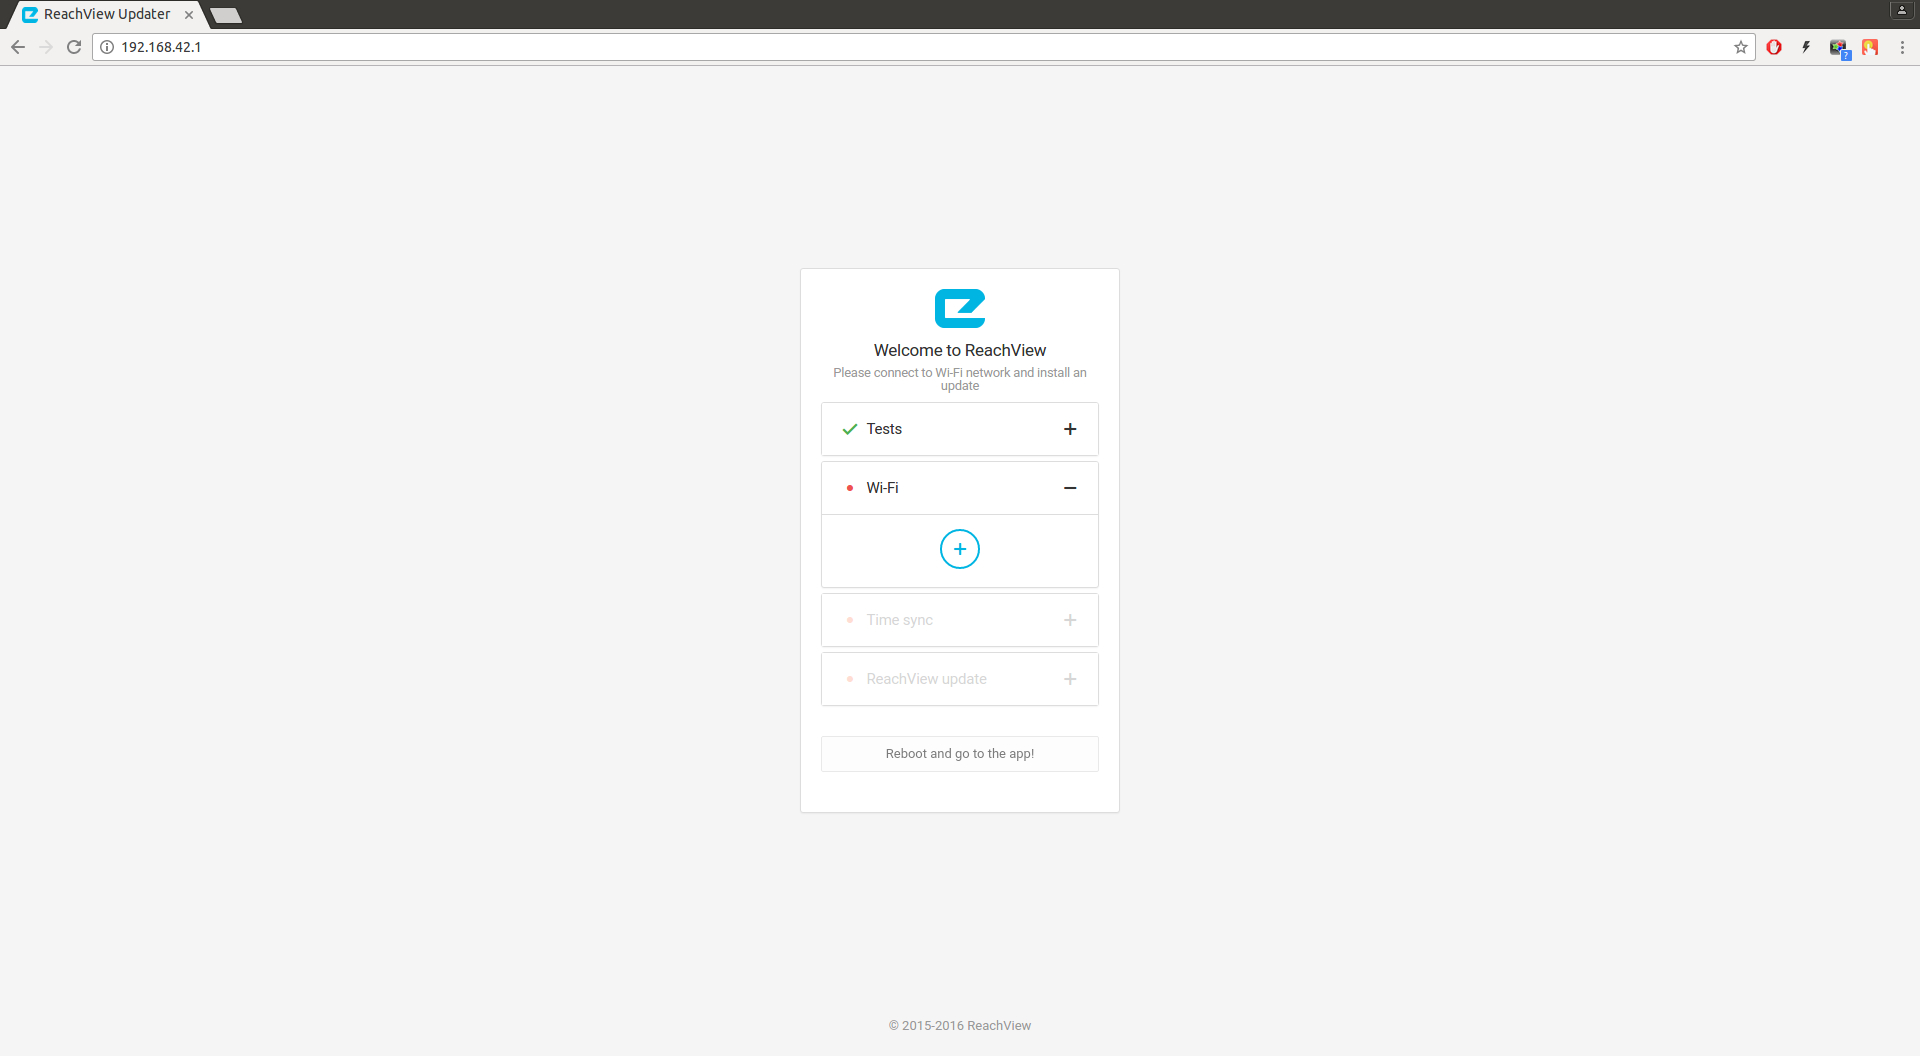 ReachView Updater
192.168.42.1
Welcome to ReachView
Please connect to Wi-Fi network and install an
update
Tests
Wi-Fi
Time sync
ReachView update
Reboot and go to the app!
© 2015-2016 ReachView